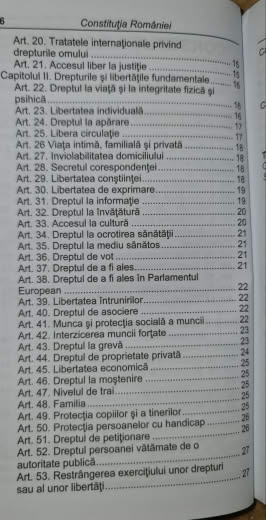 6 Constituţia României
Art. 20. Tratatele internaţionale privind
drepturile omului ... 15
Art. 21. Accesul liber la justiţie ... 15
Capitolul II. Drepturile şi libertăţile fundamentale ... 16
Art. 22. Dreptul la viaţă şi la integritate fizică şi
psihică ... 16
Art. 23. Libertatea individuală ... 16
Art. 24. Dreptul la apărare ... 17
Art. 25. Libera circulaţie ... 17
Art. 26 Viaţa intimă, familială şi privată ... 18
Art. 27. Inviolabilitatea domiciliului ... 18
Art. 28. Secretul corespondenţei ... 18
Art. 29. Libertatea conştiinţei ... 18
Art. 30. Libertatea de exprimare ... 19
Art. 31. Dreptul la informaţie ... 19
Art. 32. Dreptul la învăţătură ... 20
Art. 33. Accesul la cultură ... 20
Art. 34. Dreptul la ocrotirea sănătăţii ... 21
Art. 35. Dreptul la mediu sănătos ... 21
Art. 36. Dreptul de vot ... 21
Art. 37. Dreptul de a fi ales ... 21
Art. 38. Dreptul de a fi ales în Parlamentul
European ... 22
Art. 39. Libertatea întrunirilor ... 22
Art. 40. Dreptul de asociere ... 22
Art. 41. Munca şi protecţia socială a muncii ... 22
Art. 42. Interzicerea muncii forţate ... 23
Art. 43. Dreptul la grevă ... 23
Art. 44. Dreptul de proprietate privată ... 24
Art. 45. Libertatea economică ... 25
Art. 46. Dreptul la moştenire ... 25
Art. 47. Nivelul de trai ... 25
Art. 48. Familia ... 25
Art. 49. Protecţia copiilor şi a tinerilor ... 25
Art. 50. Protecţia persoanelor cu handicap ... 26
Art. 51. Dreptul de petiţionare ... 26
Art. 52. Dreptul persoanei vătămate de o
autoritate publică ... 27
Art. 53. Restrângerea exerciţiului unor drepturi
sau al unor libertăţi ... 27